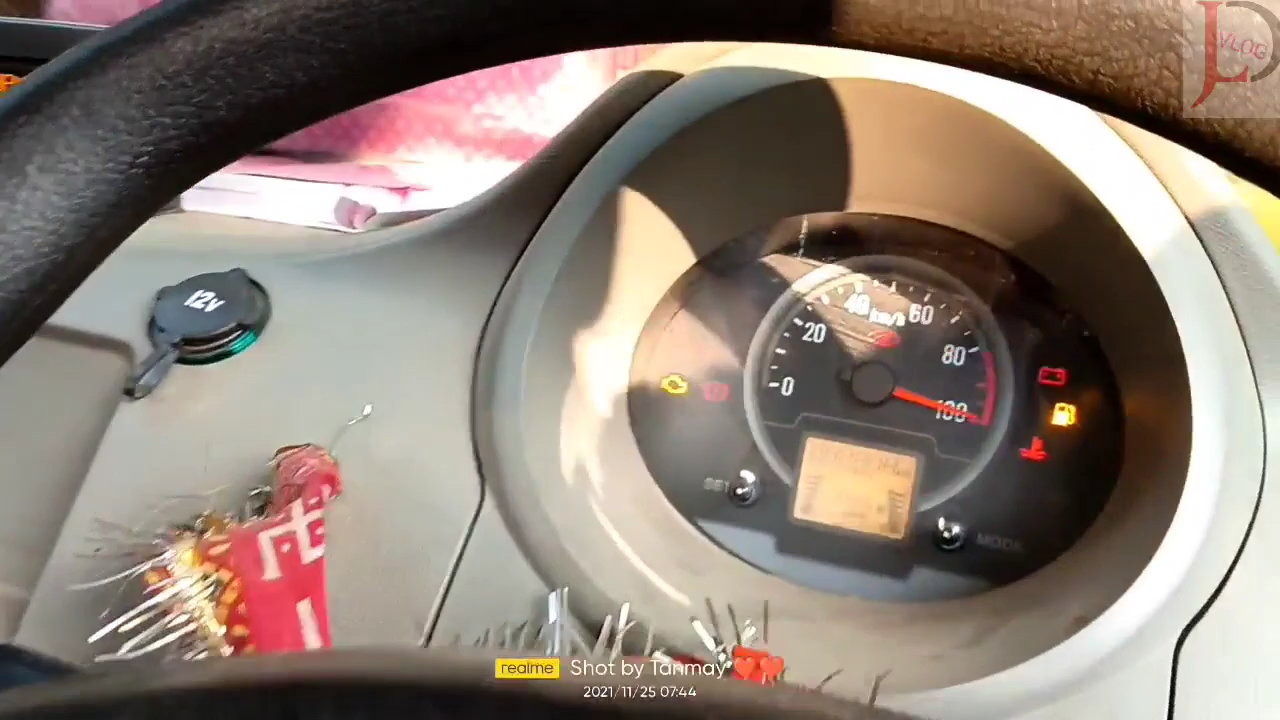 JD
VLOG
12V
0
20
40
60
80
100
km/h
SET
MODE
realme Shot by Tanmay ❤️❤️
2021/11/25 07:44